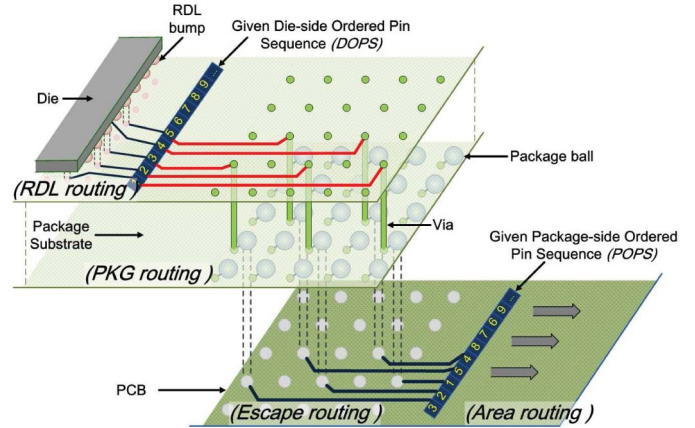 RDL
bump
Given Die-side Ordered Pin
Sequence (DOPS)
Die
1 2 3 4 5 6 7 8 9 ...
(RDL routing )
Package ball
Package
Substrate
Via
(PKG routing )
Given Package-side Ordered
Pin Sequence (POPS)
3 2 1 5 4 8 7 6 9 ...
PCB
(Escape routing )
(Area routing )